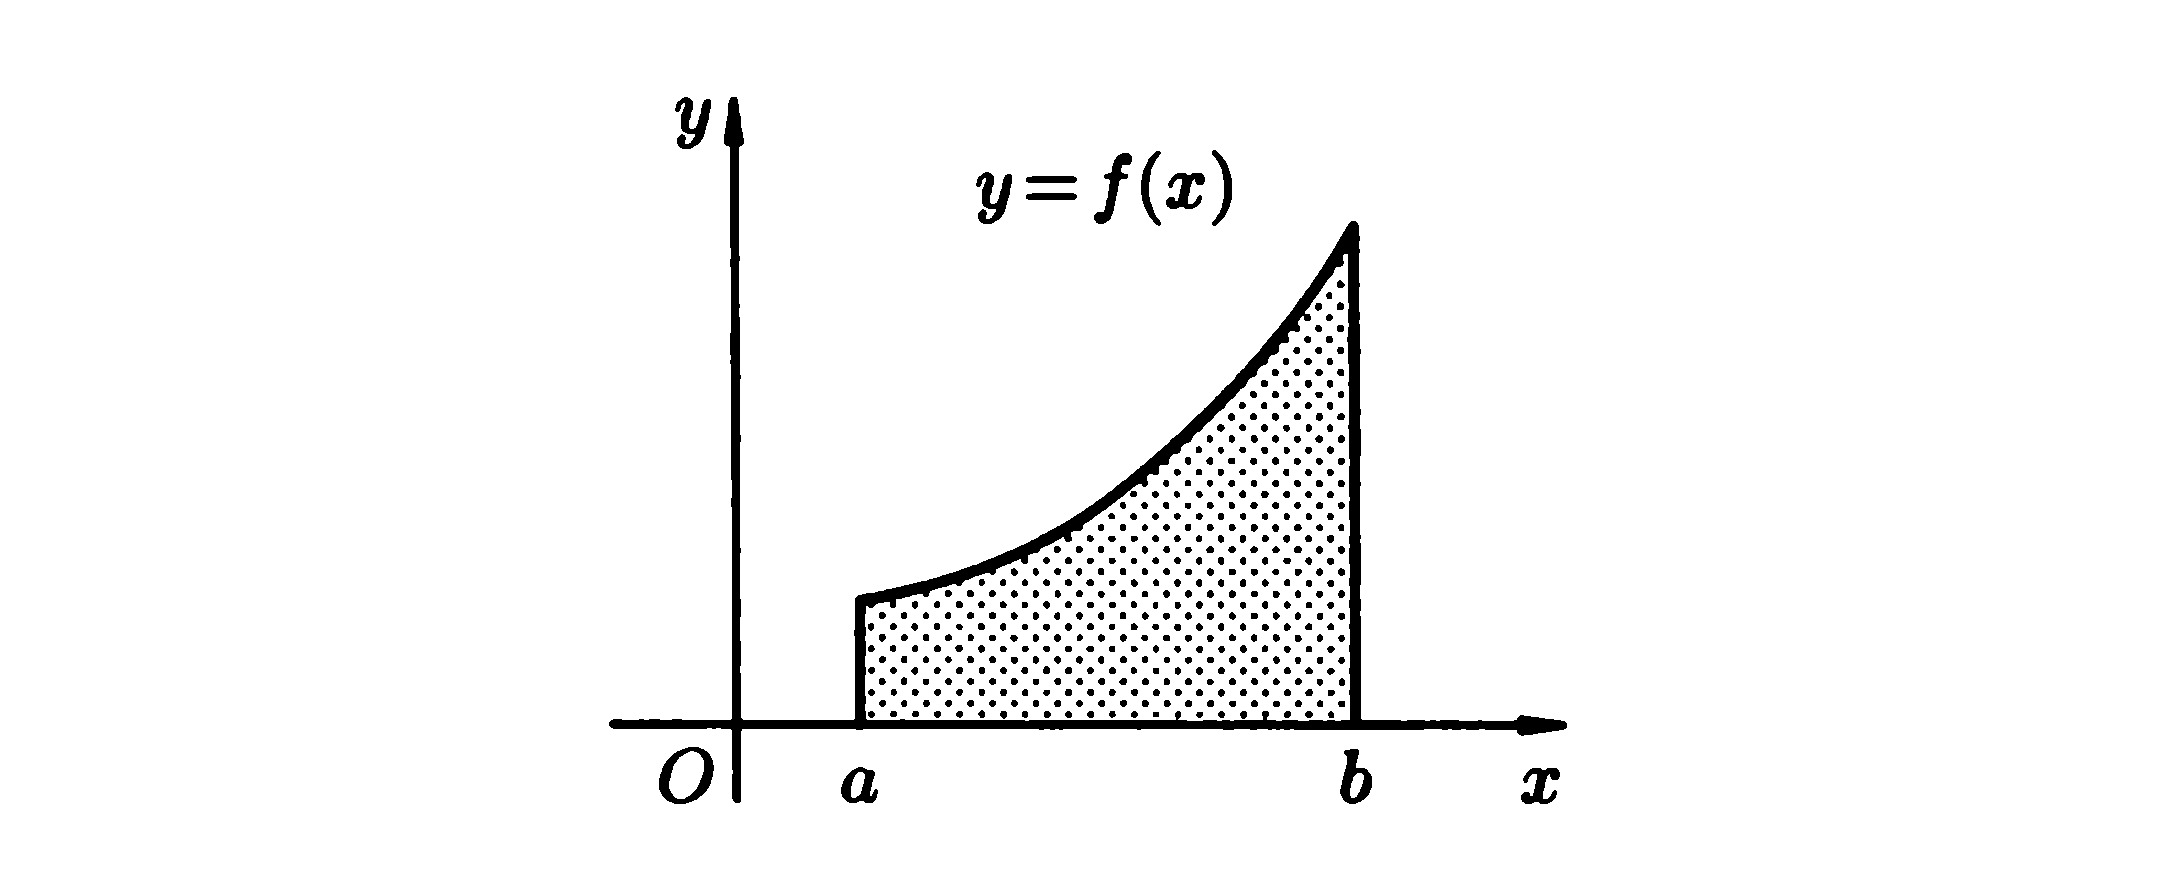 y
y=f(x)
O a b x